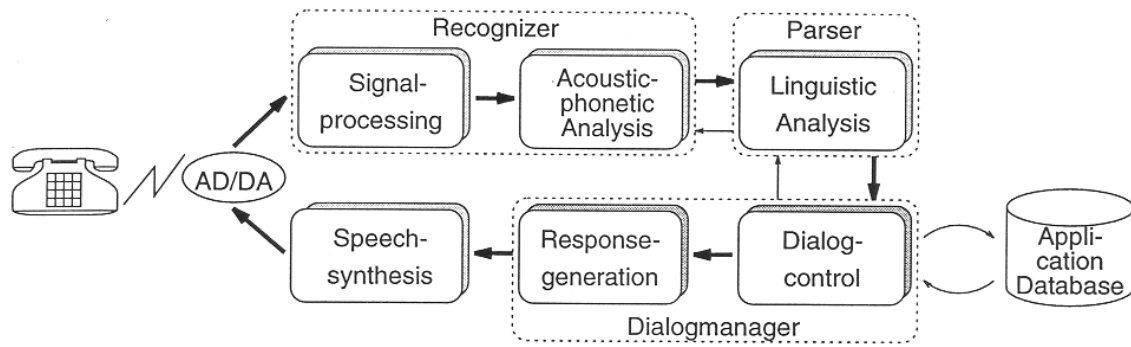 Recognizer
Signal-
processing
Acoustic-
phonetic
Analysis
Parser
Linguistic
Analysis
AD/DA
Speech-
synthesis
Response-
generation
Dialog-
control
Dialogmanager
Appli-
cation
Database